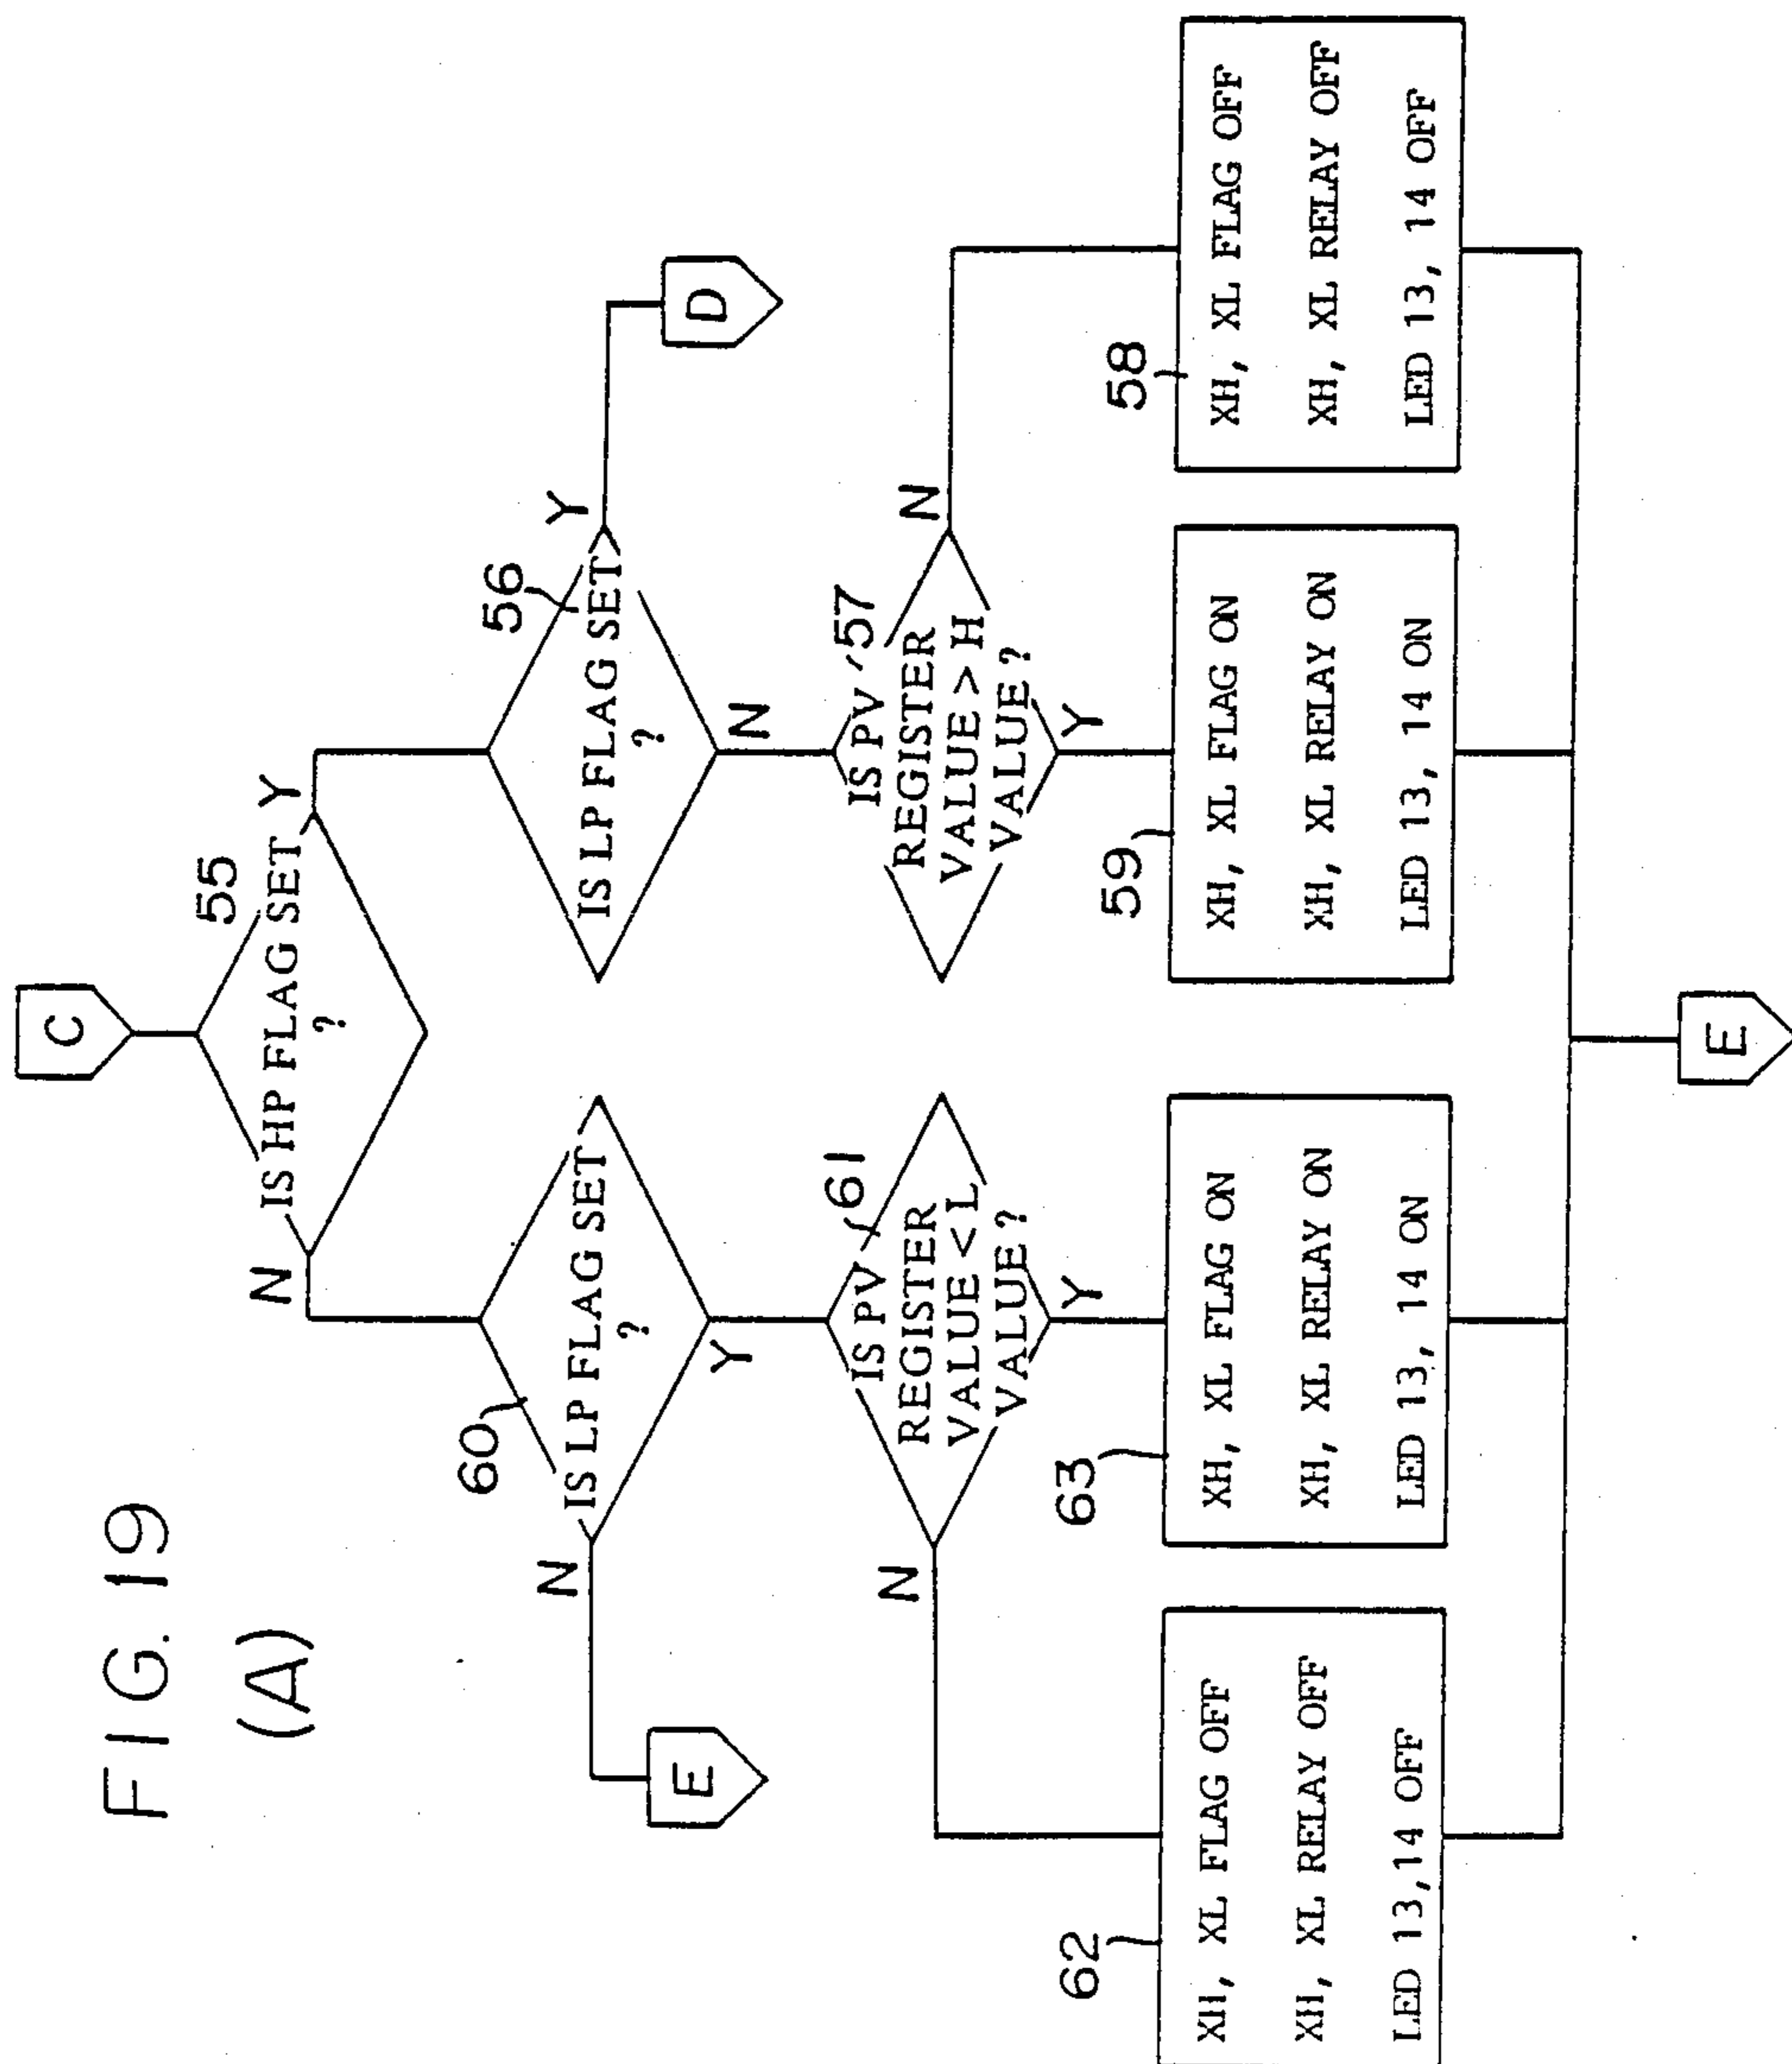 FIG. 19
(A)
C
55
IS HP FLAG SET
?
N
Y
60
IS LP FLAG SET
?
N
Y
E
56
IS LP FLAG SET
?
Y
N
D
61
IS PV
REGISTER
VALUE < L
VALUE?
N
Y
57
IS PV
REGISTER
VALUE > H
VALUE?
N
Y
62
XH, XL FLAG OFF
XH, XL RELAY OFF
LED 13,14 OFF
63
XH, XL FLAG ON
XH, XL RELAY ON
LED 13, 14 ON
59
XH, XL FLAG ON
XH, XL RELAY ON
LED 13, 14 ON
58
XH, XL FLAG OFF
XH, XL RELAY OFF
LED 13, 14 OFF
E